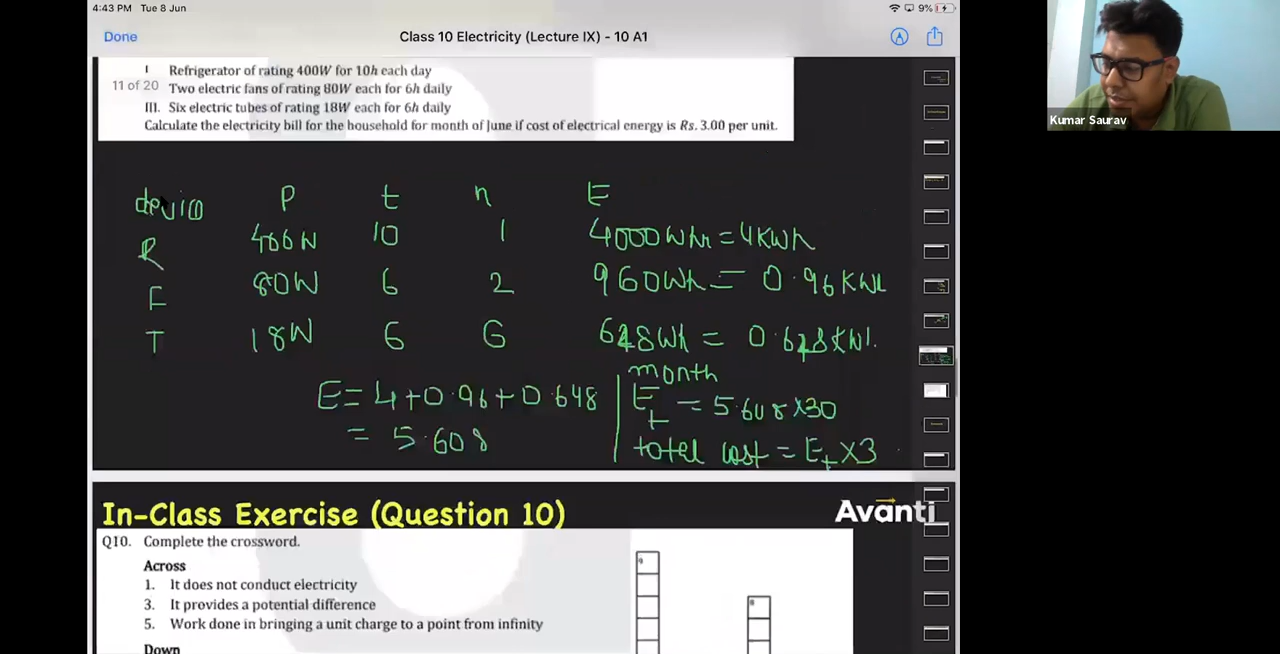 4:43 PM Tue 8 Jun
9%
Done
Class 10 Electricity (Lecture IX) - 10 A1
I Refrigerator of rating 400W for 10h each day
11 of 20
Two electric fans of rating 80W each for 6h daily
III. Six electric tubes of rating 18W each for 6h daily
Calculate the electricity bill for the household for month of June if cost of electrical energy is Rs. 3.00 per unit.
Kumar Saurav
device P t n E
R 400W 10 1 4000Whr = 4KWh
F 80W 6 2 960Wh = 0.96KWh
T 18W 6 6 648Wh = 0.648KWh
E = 4+0.96+0.648
= 5.608
month
Et = 5.608×30
total cost = Et×3
In-Class Exercise (Question 10)
Avanti
Q10. Complete the crossword.
Across
1. It does not conduct electricity
3. It provides a potential difference
5. Work done in bringing a unit charge to a point from infinity
Down